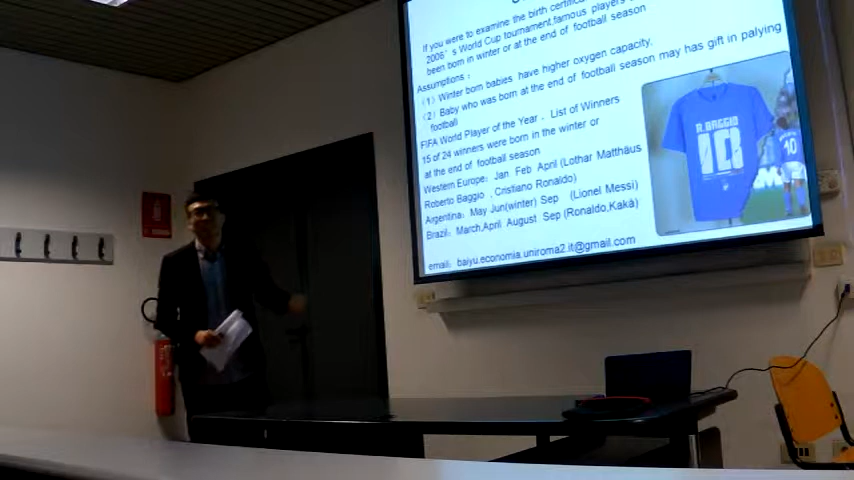 If you were to examine the birth certific
2006's World Cup tournament,famous players
been born in winter or at the end of football season
Assumptions：
（1）Winter born babies have higher oxygen capacity.
（2）Baby who was born at the end of football season may has gift in palying
football
FIFA World Player of the Year . List of Winners
15 of 24 winners were born in the winter or
at the end of football season.
Western Europe：Jan Feb April (Lothar Matthäus
Roberto Baggio , Cristiano Ronaldo)
Argentina：May Jun(winter) Sep (Lionel Messi)
Brazil：March,April August Sep (Ronaldo,Kaká)
email: baiyu.economia.uniroma2.it@gmail.com
R.BAGGIO
10
10